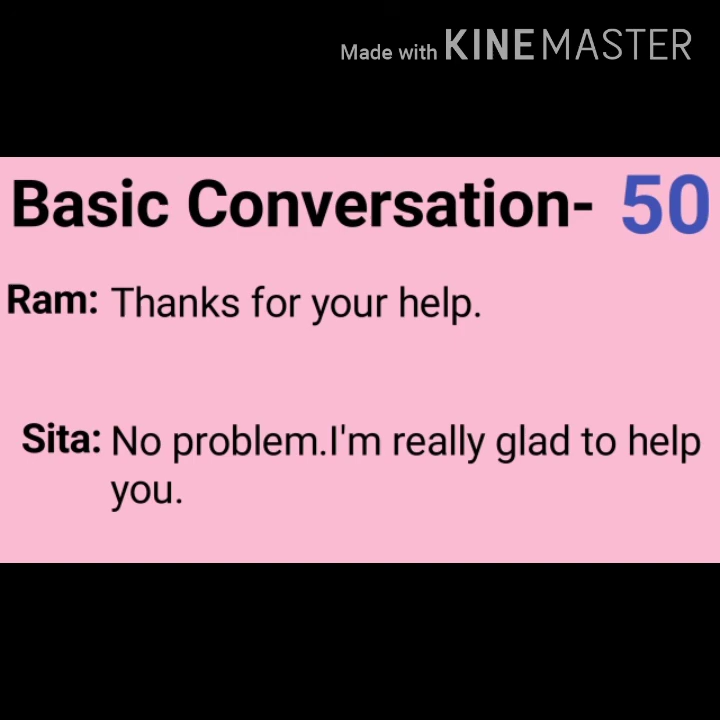 Made with KINEMASTER
Basic Conversation- 50
Ram: Thanks for your help.
Sita: No problem.I'm really glad to help
you.